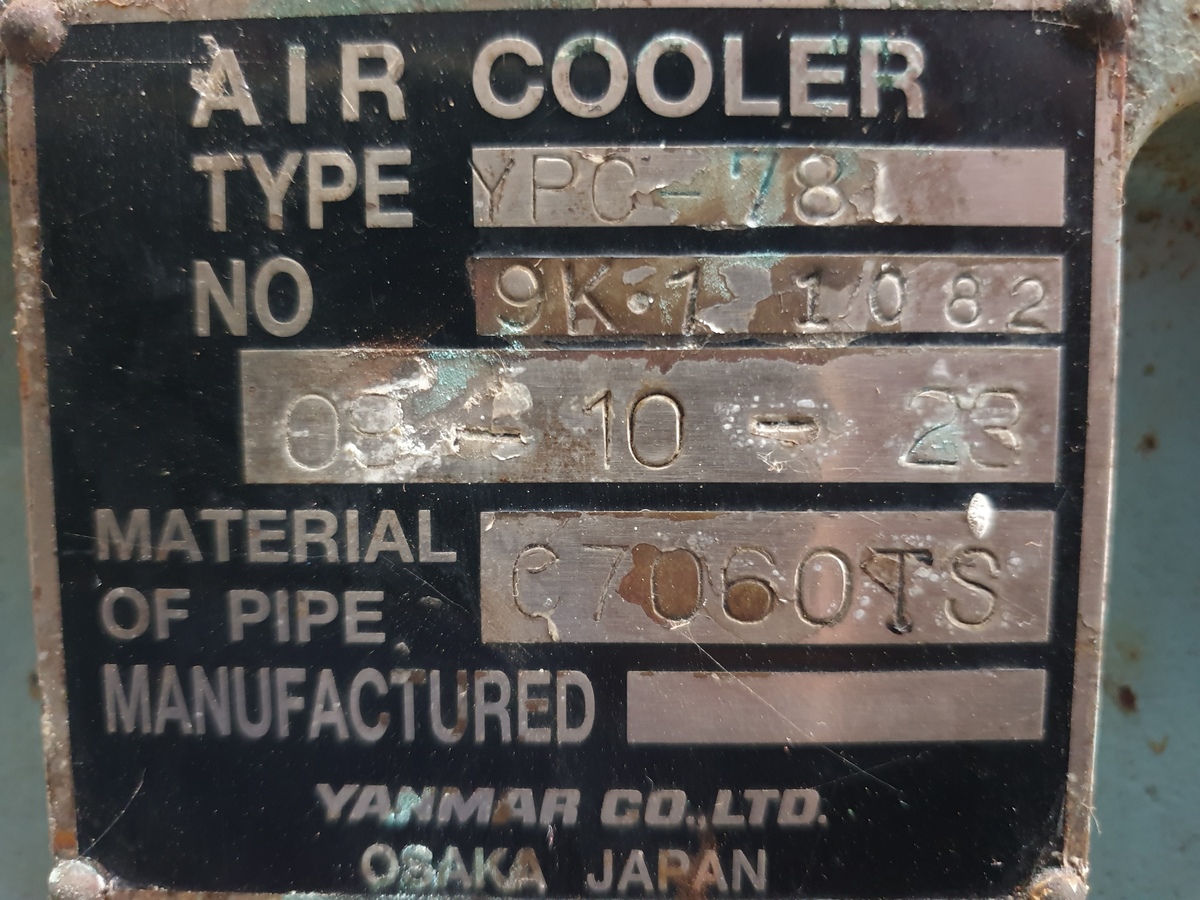 AIR COOLER
TYPE YPC-781
NO 9K·1 1082
09-10-23
MATERIAL
OF PIPE C7060TS
MANUFACTURED
YANMAR CO.,LTD.
OSAKA JAPAN